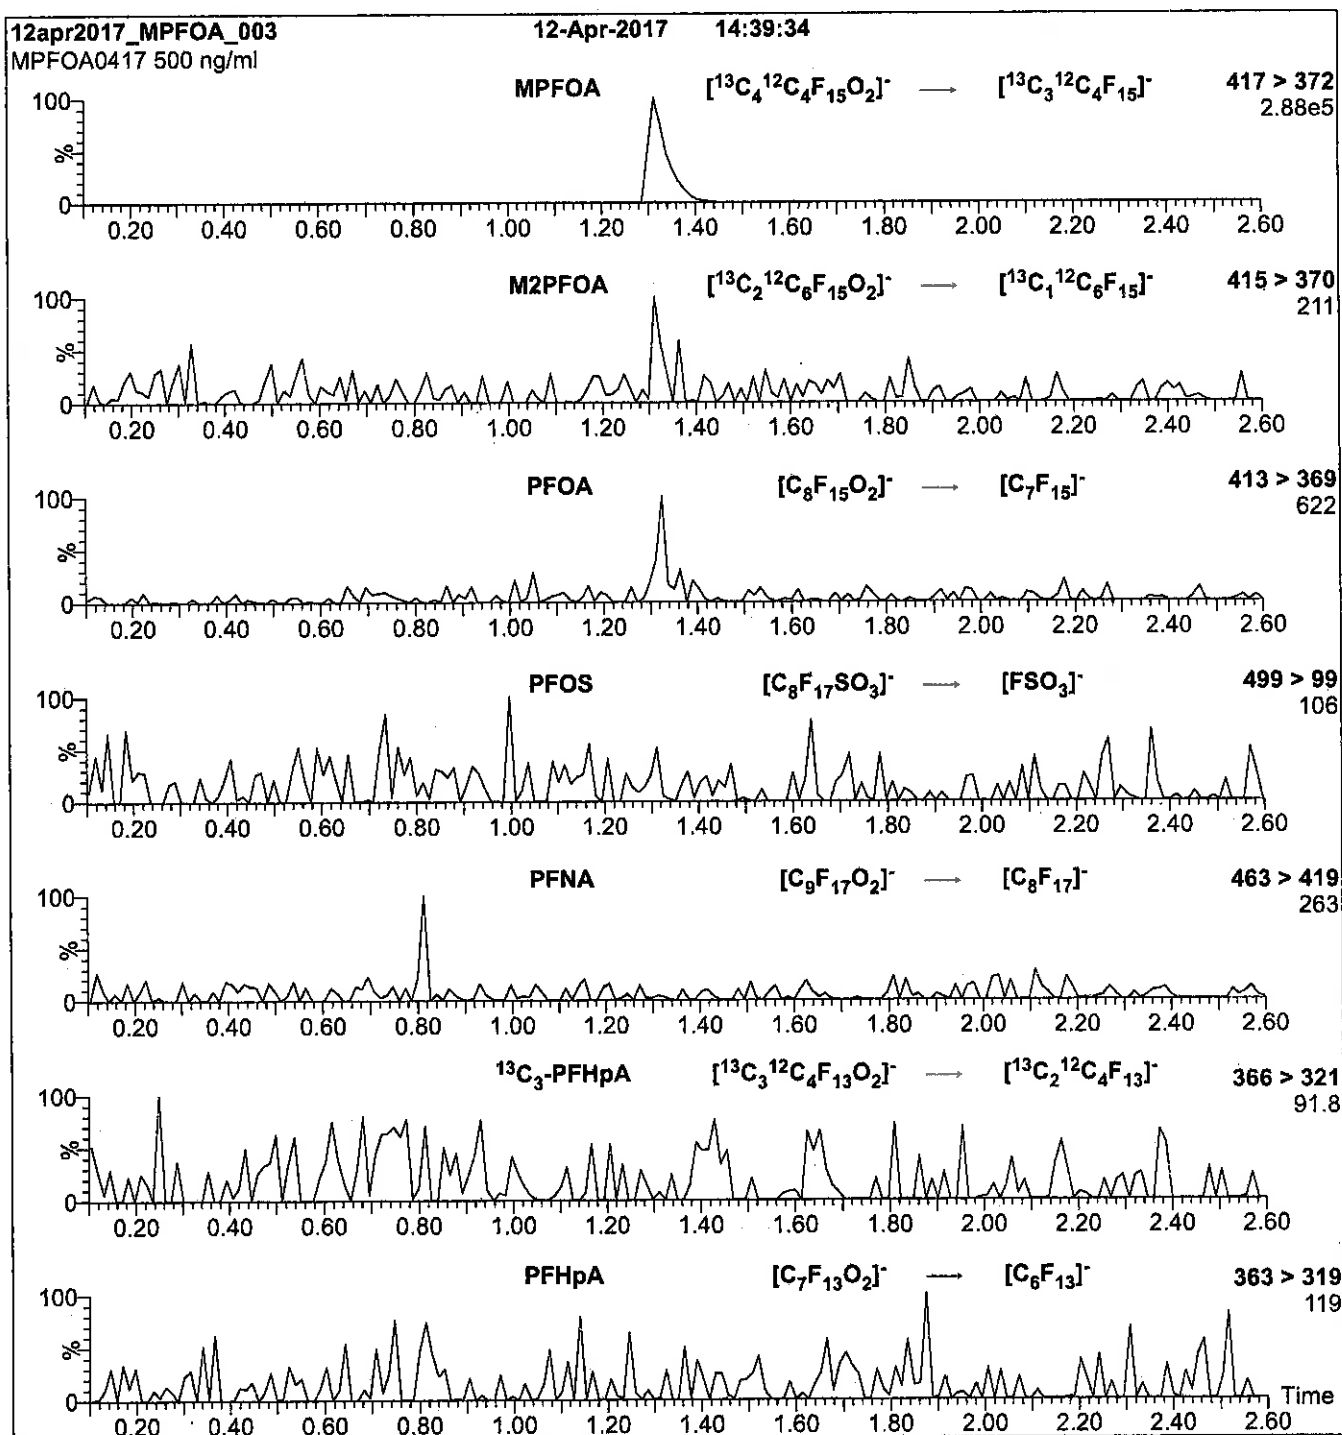 12apr2017_MPFOA_003 12-Apr-2017 14:39:34
MPFOA0417 500 ng/ml
MPFOA [¹³C₄¹²C₄F₁₅O₂]⁻ → [¹³C₃¹²C₄F₁₅]⁻ 417 > 372
2.88e5
100
%
0
0.20 0.40 0.60 0.80 1.00 1.20 1.40 1.60 1.80 2.00 2.20 2.40 2.60
M2PFOA [¹³C₂¹²C₆F₁₅O₂]⁻ → [¹³C₁¹²C₆F₁₅]⁻ 415 > 370
211
100
%
0
0.20 0.40 0.60 0.80 1.00 1.20 1.40 1.60 1.80 2.00 2.20 2.40 2.60
PFOA [C₈F₁₅O₂]⁻ → [C₇F₁₅]⁻ 413 > 369
622
100
%
0
0.20 0.40 0.60 0.80 1.00 1.20 1.40 1.60 1.80 2.00 2.20 2.40 2.60
PFOS [C₈F₁₇SO₃]⁻ → [FSO₃]⁻ 499 > 99
106
100
%
0
0.20 0.40 0.60 0.80 1.00 1.20 1.40 1.60 1.80 2.00 2.20 2.40 2.60
PFNA [C₉F₁₇O₂]⁻ → [C₈F₁₇]⁻ 463 > 419
263
100
%
0
0.20 0.40 0.60 0.80 1.00 1.20 1.40 1.60 1.80 2.00 2.20 2.40 2.60
¹³C₃-PFHpA [¹³C₃¹²C₄F₁₃O₂]⁻ → [¹³C₂¹²C₄F₁₃]⁻ 366 > 321
91.8
100
%
0
0.20 0.40 0.60 0.80 1.00 1.20 1.40 1.60 1.80 2.00 2.20 2.40 2.60
PFHpA [C₇F₁₃O₂]⁻ → [C₆F₁₃]⁻ 363 > 319
119
100
%
0
Time
0.20 0.40 0.60 0.80 1.00 1.20 1.40 1.60 1.80 2.00 2.20 2.40 2.60